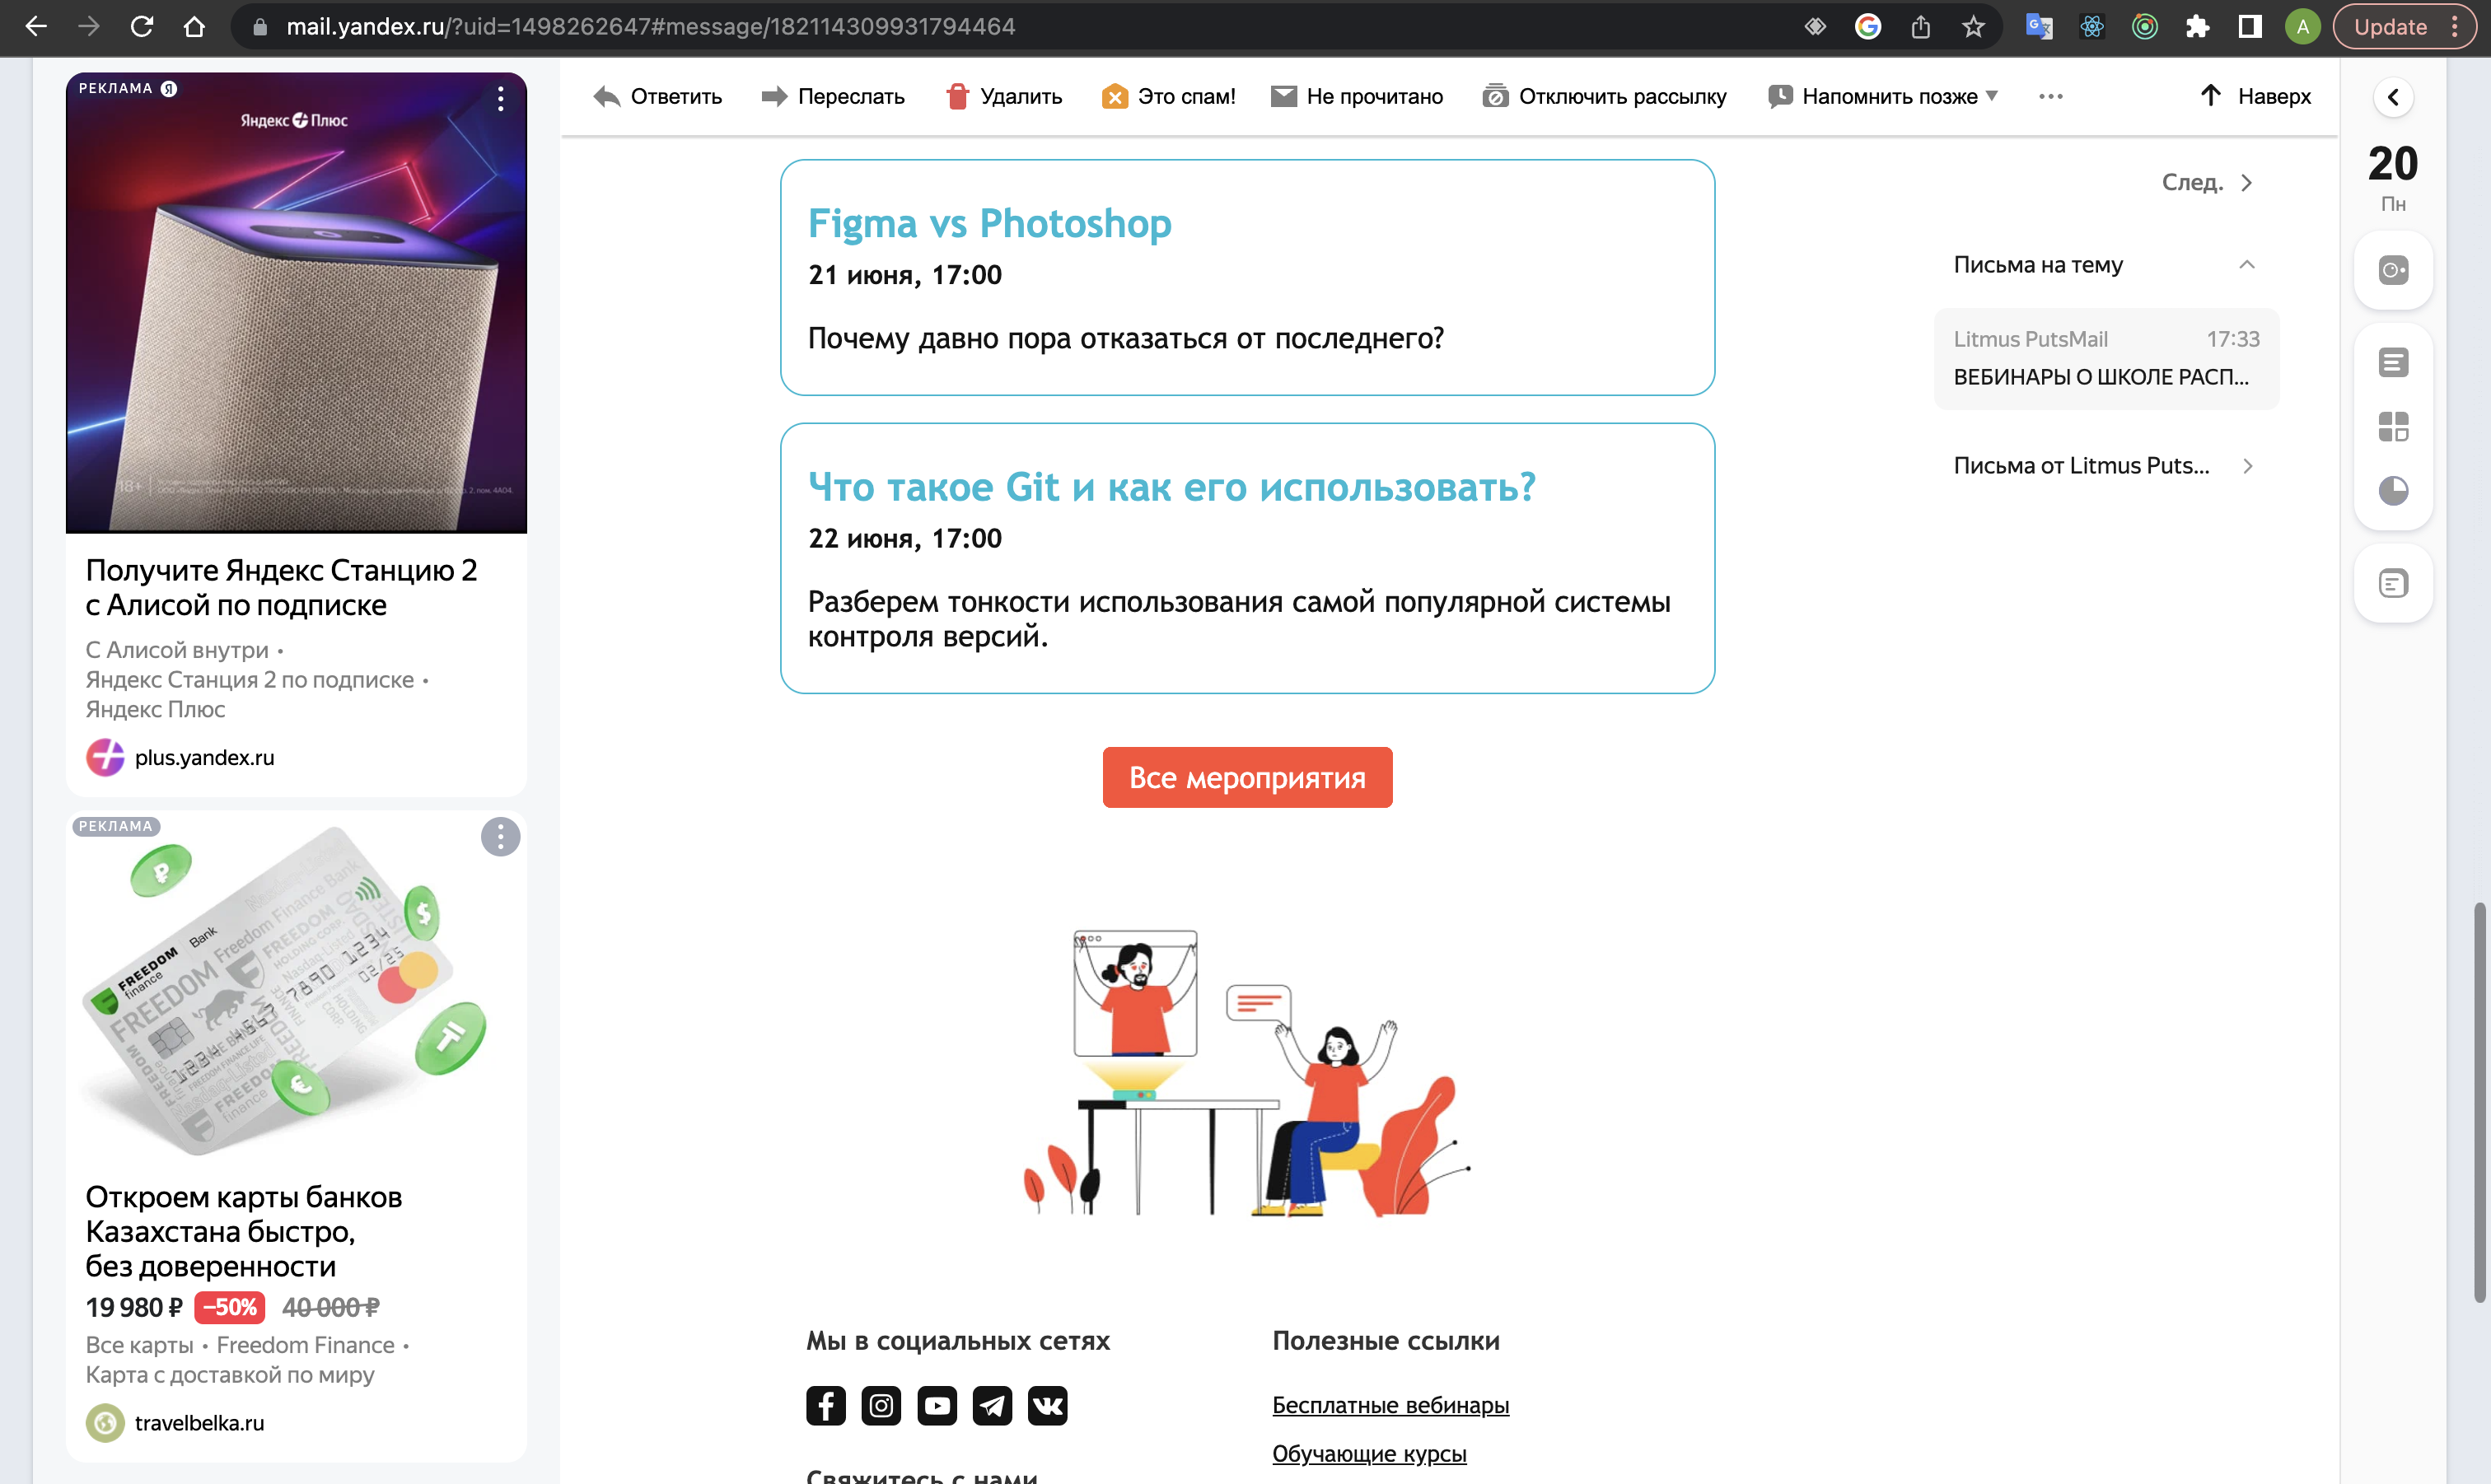 mail.yandex.ru/?uid=1498262647#message/182114309931794464
A
Update
РЕКЛАМА Я
Яндекс Плюс
18+
Получите Яндекс Станцию 2
с Алисой по подписке
С Алисой внутри •
Яндекс Станция 2 по подписке •
Яндекс Плюс
plus.yandex.ru
РЕКЛАМА
FREEDOM Bank
finance
Откроем карты банков
Казахстана быстро,
без доверенности
19 980 ₽ −50% 40 000 ₽
Все карты • Freedom Finance •
Карта с доставкой по миру
travelbelka.ru
Ответить
Переслать
Удалить
Это спам!
Не прочитано
Отключить рассылку
Напомнить позже
Наверх
Figma vs Photoshop
21 июня, 17:00
Почему давно пора отказаться от последнего?
Что такое Git и как его использовать?
22 июня, 17:00
Разберем тонкости использования самой популярной системы
контроля версий.
Все мероприятия
Мы в социальных сетях
Свяжитесь с нами
Полезные ссылки
Бесплатные вебинары
Обучающие курсы
След.
Письма на тему
Litmus PutsMail 17:33
ВЕБИНАРЫ О ШКОЛЕ РАСП...
Письма от Litmus Puts...
20
Пн